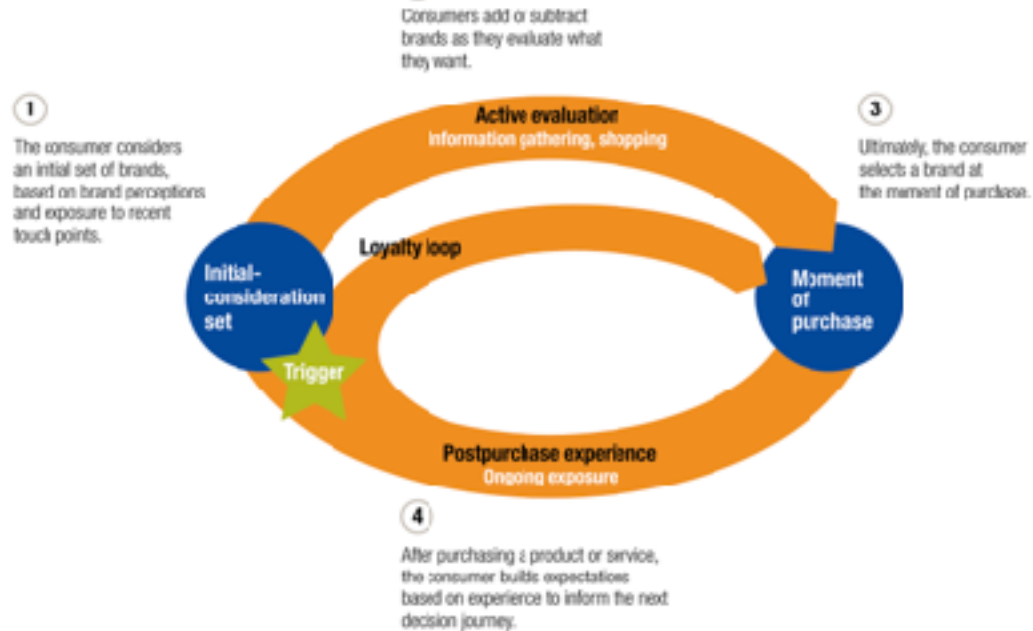 Consumers add or subtract
brands as they evaluate what
they want.
1
The consumer considers
an intial set of brands,
based on brand perceptions
and exposure to recent
touch points.
Active evaluation
Information gathering, shopping
3
Ultimately, the consumer
selects a brand at
the moment of purchase.
Loyalty loop
Initial-
consideration
set
Moment
of
purchase
Trigger
Postpurchase experience
Ongoing exposure
4
After purchasing a product or service,
the consumer builds expectations
based on experience to inform the next
decision journey.